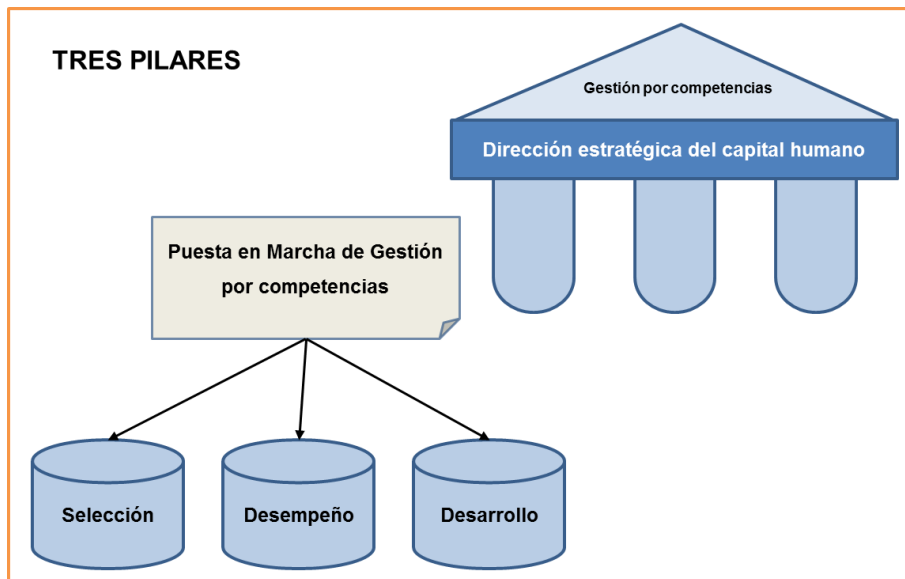 TRES PILARES
Gestión por competencias
Dirección estratégica del capital humano
Puesta en Marcha de Gestión
por competencias
Selección
Desempeño
Desarrollo